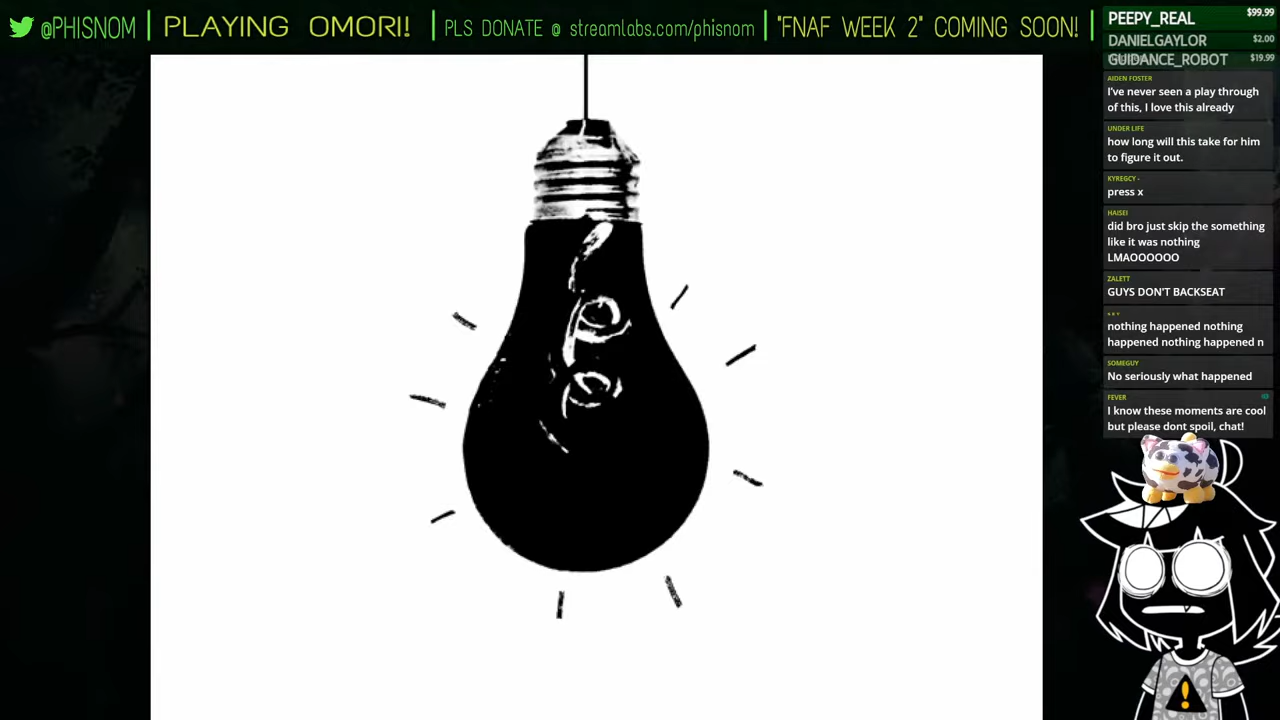 @PHISNOM | PLAYING OMORI! | PLS DONATE @ streamlabs.com/phisnom | "FNAF WEEK 2" COMING SOON! |
PEEPY_REAL $99.99
DANIELGAYLOR $2.00
GUIDANCE_ROBOT $19.99
AIDEN FOSTER
I've never seen a play through
of this, I love this already
UNDER LIFE
how long will this take for him
to figure it out.
KYREGCY -
press x
HAISEI
did bro just skip the something
like it was nothing
LMAOOOOOO
ZALETT
GUYS DON'T BACKSEAT
nothing happened nothing
happened nothing happened n
SOMEGUY
No seriously what happened
FEVER
I know these moments are cool
but please dont spoil, chat!